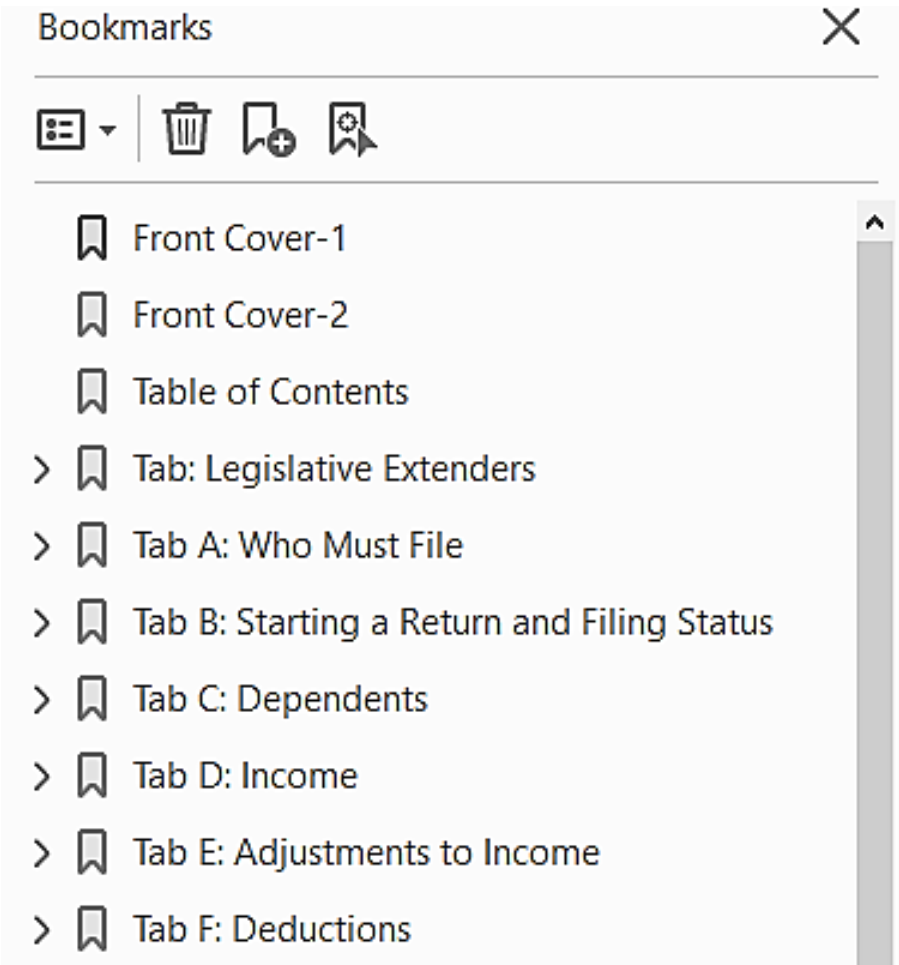 Bookmarks
Front Cover-1
Front Cover-2
Table of Contents
Tab: Legislative Extenders
Tab A: Who Must File
Tab B: Starting a Return and Filing Status
Tab C: Dependents
Tab D: Income
Tab E: Adjustments to Income
Tab F: Deductions